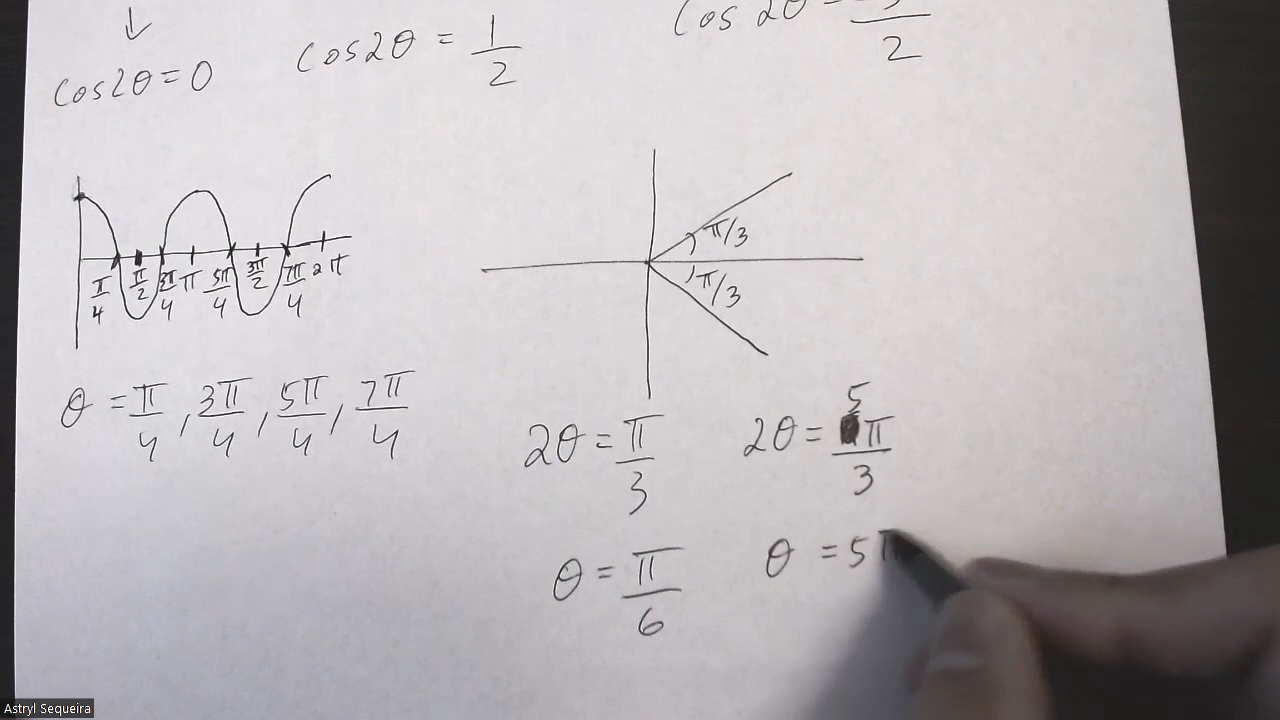 cos2θ = 0
cos2θ = 1/2
cos 2θ = /2
π/4 π/2 3π/4 π 5π/4 3π/2 7π/4 2π
π/3
π/3
θ = π/4, 3π/4, 5π/4, 7π/4
2θ = π/3
2θ = 5π/3
θ = π/6
θ = 5π
Astryl Sequeira